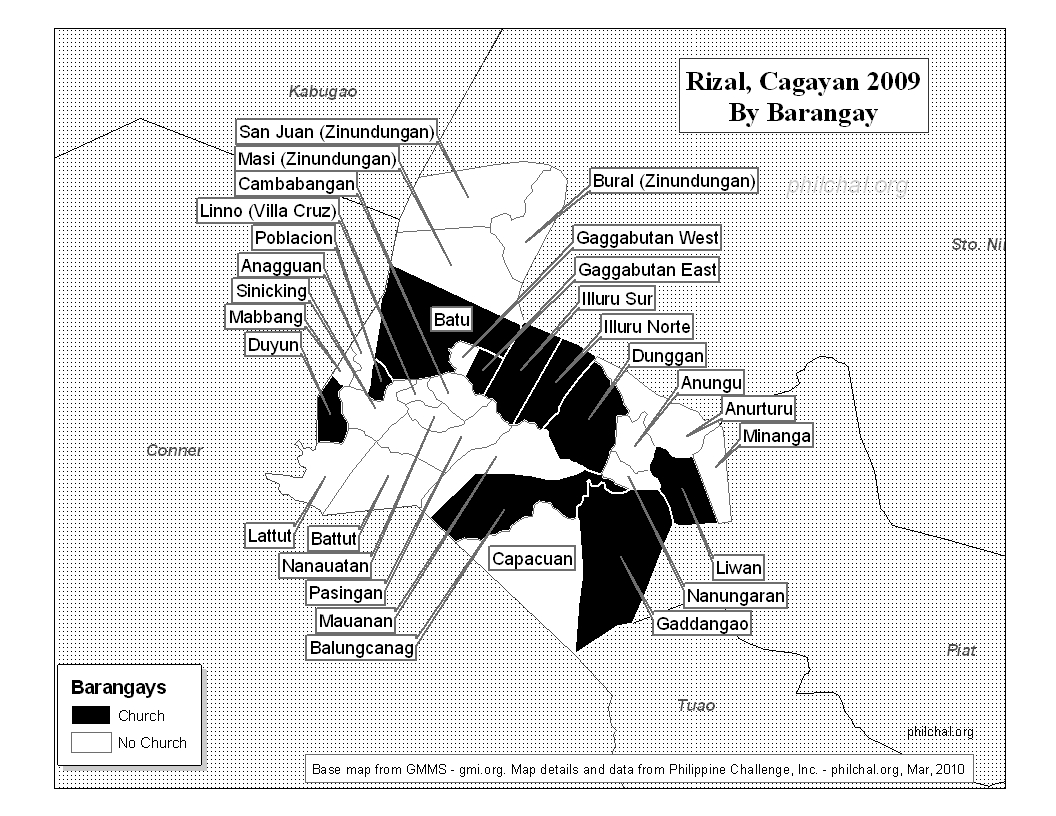 Rizal, Cagayan 2009
By Barangay
Kabugao
San Juan (Zinundungan)
Masi (Zinundungan)
Cambabangan
Linno (Villa Cruz)
Poblacion
Anagguan
Sinicking
Mabbang
Duyun
Bural (Zinundungan)
philchal.org
Gaggabutan West
Sto. Ni
Gaggabutan East
Illuru Sur
Illuru Norte
Batu
Dunggan
Anungu
Anurturu
Minanga
Conner
Lattut
Battut
Nanauatan
Pasingan
Mauanan
Balungcanag
Capacuan
Liwan
Nanungaran
Gaddangao
Piat
Tuao
Barangays
Church
No Church
philchal.org
Base map from GMMS - gmi.org. Map details and data from Philippine Challenge, Inc. - philchal.org, Mar, 2010